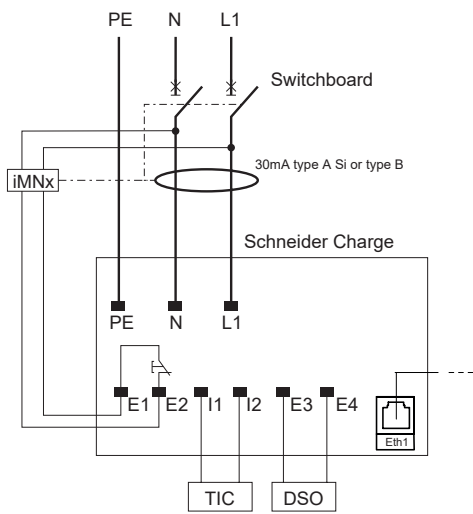 PE N L1
Switchboard
30mA type A Si or type B
iMNx
Schneider Charge
PE N L1
E1 E2 I1 I2 E3 E4
Eth1
TIC DSO